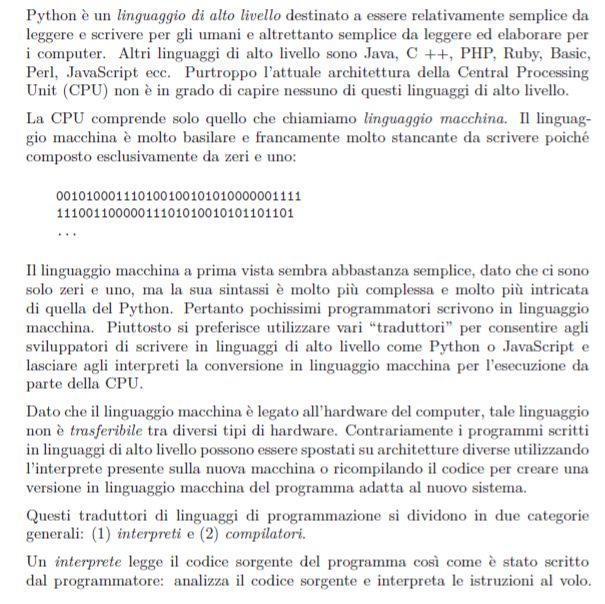 Python è un linguaggio di alto livello destinato a essere relativamente semplice da
leggere e scrivere per gli umani e altrettanto semplice da leggere ed elaborare per
i computer. Altri linguaggi di alto livello sono Java, C ++, PHP, Ruby, Basic,
Perl, JavaScript ecc. Purtroppo l'attuale architettura della Central Processing
Unit (CPU) non è in grado di capire nessuno di questi linguaggi di alto livello.
La CPU comprende solo quello che chiamiamo linguaggio macchina. Il linguag-
gio macchina è molto basilare e francamente molto stancante da scrivere poiché
composto esclusivamente da zeri e uno:
001010001110100100101010000001111
11100110000011101010010101101101
...
Il linguaggio macchina a prima vista sembra abbastanza semplice, dato che ci sono
solo zeri e uno, ma la sua sintassi è molto più complessa e molto più intricata
di quella del Python. Pertanto pochissimi programmatori scrivono in linguaggio
macchina. Piuttosto si preferisce utilizzare vari “traduttori” per consentire agli
sviluppatori di scrivere in linguaggi di alto livello come Python o JavaScript e
lasciare agli interpreti la conversione in linguaggio macchina per l'esecuzione da
parte della CPU.
Dato che il linguaggio macchina è legato all'hardware del computer, tale linguaggio
non è trasferibile tra diversi tipi di hardware. Contrariamente i programmi scritti
in linguaggi di alto livello possono essere spostati su architetture diverse utilizzando
l'interprete presente sulla nuova macchina o ricompilando il codice per creare una
versione in linguaggio macchina del programma adatta al nuovo sistema.
Questi traduttori di linguaggi di programmazione si dividono in due categorie
generali: (1) interpreti e (2) compilatori.
Un interprete legge il codice sorgente del programma così come è stato scritto
dal programmatore: analizza il codice sorgente e interpreta le istruzioni al volo.